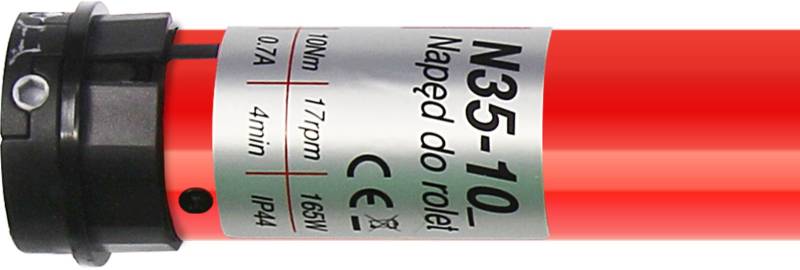 N35-10_
Napęd do rolet
CE
10Nm 17rpm 165W
0.7A 4min IP44